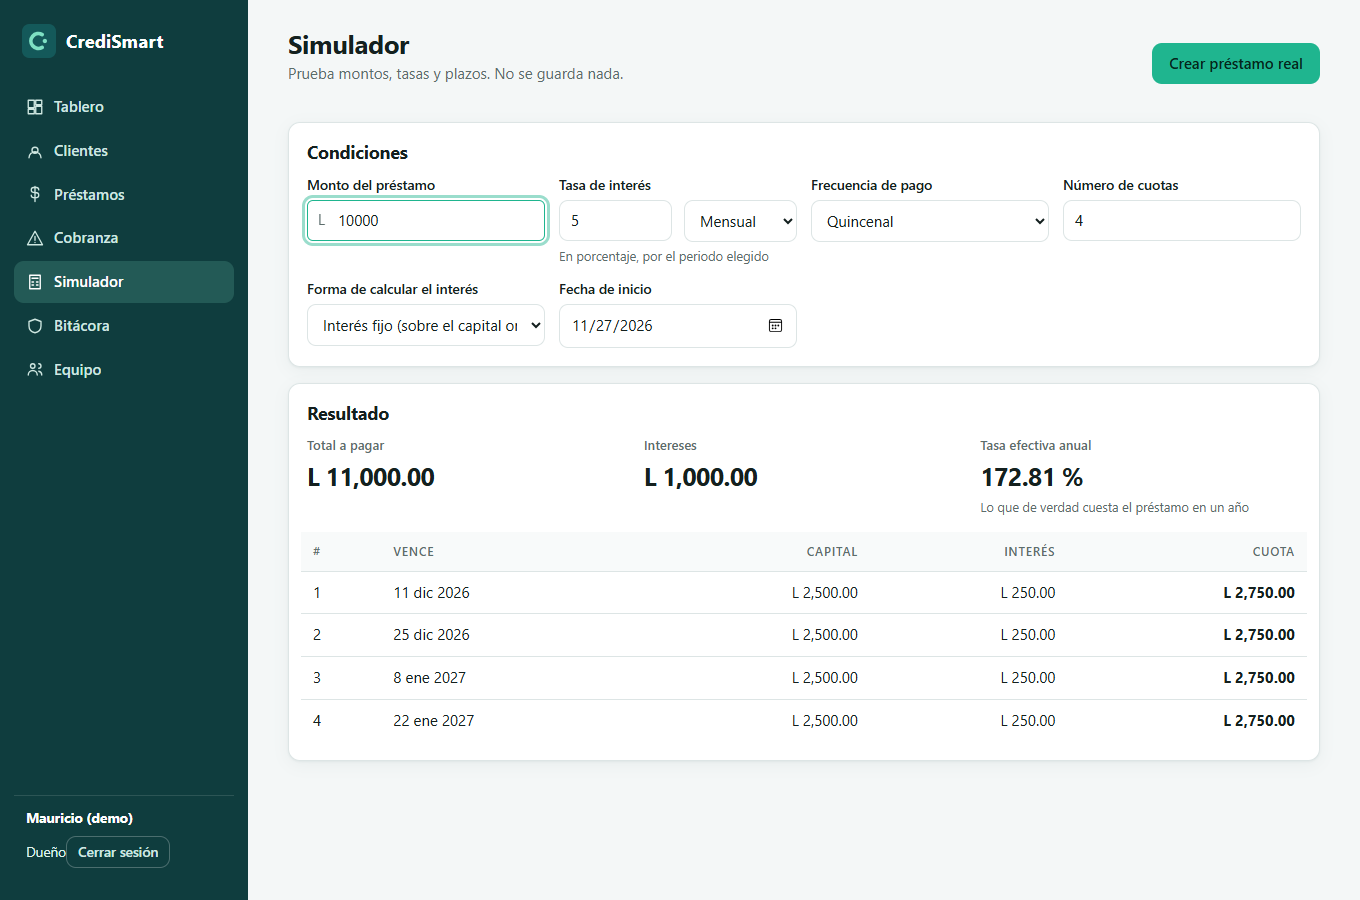 CrediSmart
Tablero
Clientes
Préstamos
Cobranza
Simulador
Bitácora
Equipo
Mauricio (demo)
Dueño Cerrar sesión
Simulador
Prueba montos, tasas y plazos. No se guarda nada.
Crear préstamo real
Condiciones
Monto del préstamo Tasa de interés Frecuencia de pago Número de cuotas
L 10000 5 Mensual Quincenal 4
En porcentaje, por el periodo elegido
Forma de calcular el interés Fecha de inicio
Interés fijo (sobre el capital or 11/27/2026
Resultado
Total a pagar Intereses Tasa efectiva anual
L 11,000.00 L 1,000.00 172.81 %
Lo que de verdad cuesta el préstamo en un año
# VENCE CAPITAL INTERÉS CUOTA
1 11 dic 2026 L 2,500.00 L 250.00 L 2,750.00
2 25 dic 2026 L 2,500.00 L 250.00 L 2,750.00
3 8 ene 2027 L 2,500.00 L 250.00 L 2,750.00
4 22 ene 2027 L 2,500.00 L 250.00 L 2,750.00